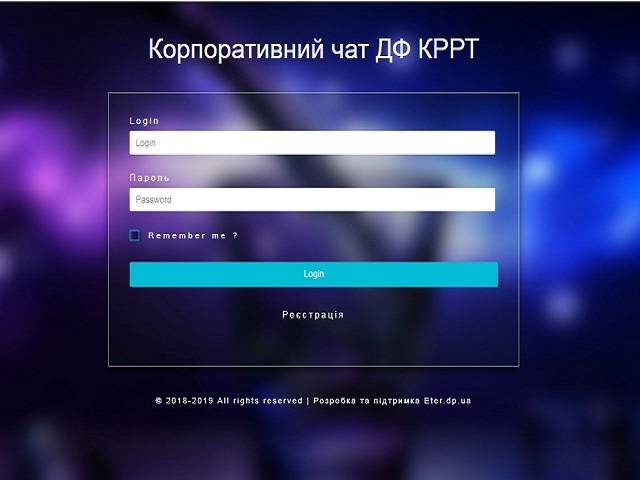 Корпоративний чат ДФ КРРТ
Login
Login
Пароль
Password
Remember me ?
Login
Реєстрація
© 2018-2019 All rights reserved | Розробка та підтримка Eter.dp.ua